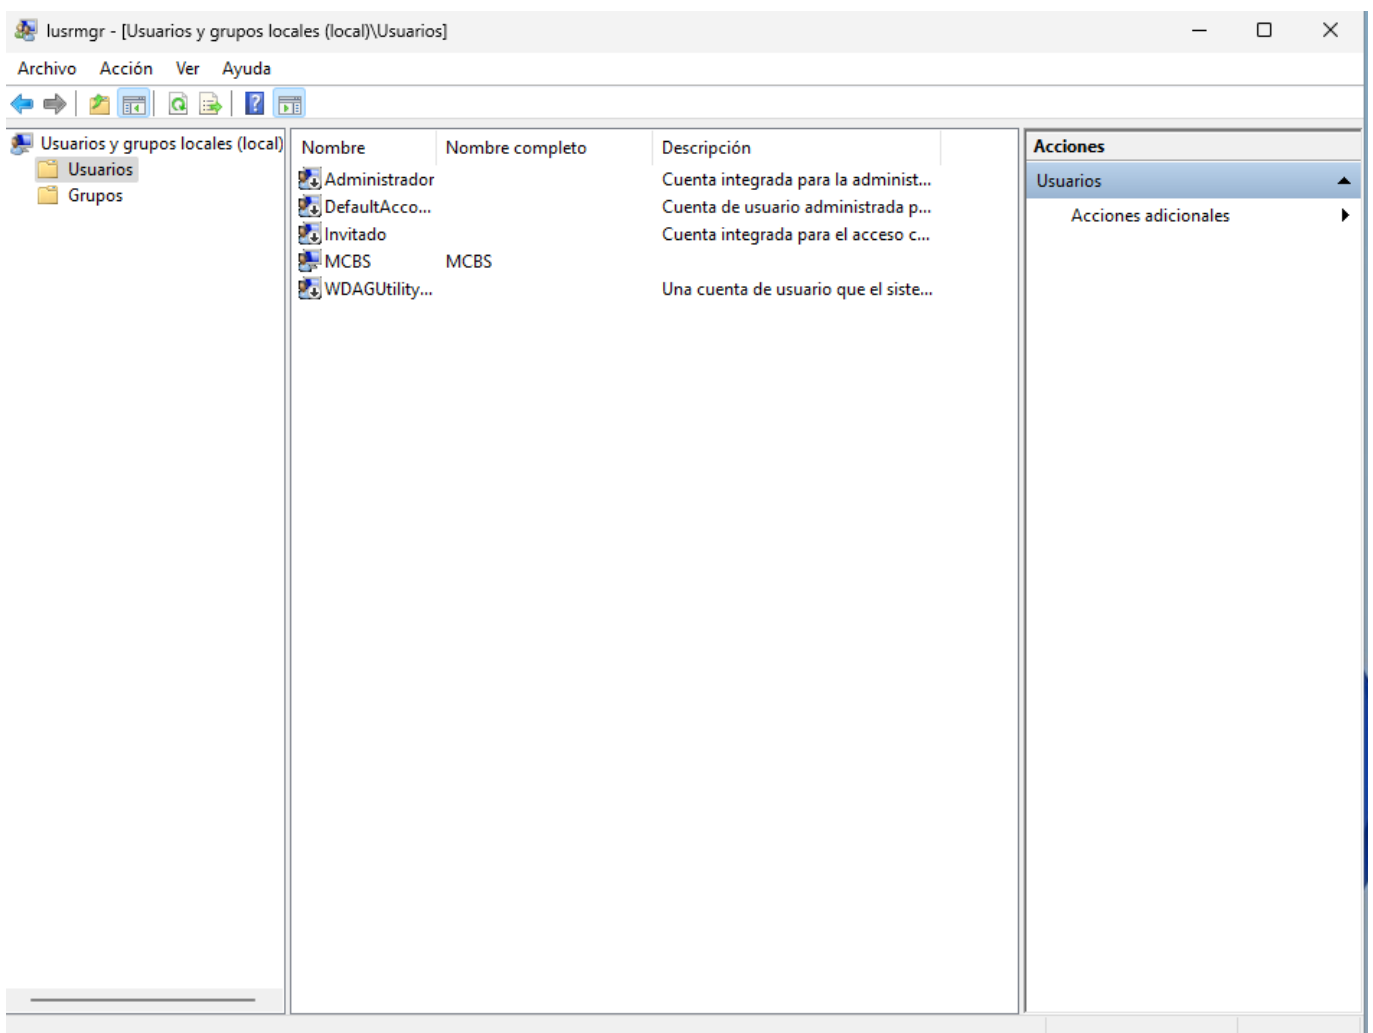 lusrmgr - [Usuarios y grupos locales (local)\Usuarios]
Archivo Acción Ver Ayuda
Usuarios y grupos locales (local)
Usuarios
Grupos
Nombre Nombre completo Descripción
Administrador Cuenta integrada para la administ...
DefaultAcco... Cuenta de usuario administrada p...
Invitado Cuenta integrada para el acceso c...
MCBS MCBS
WDAGUtility... Una cuenta de usuario que el siste...
Acciones
Usuarios
Acciones adicionales